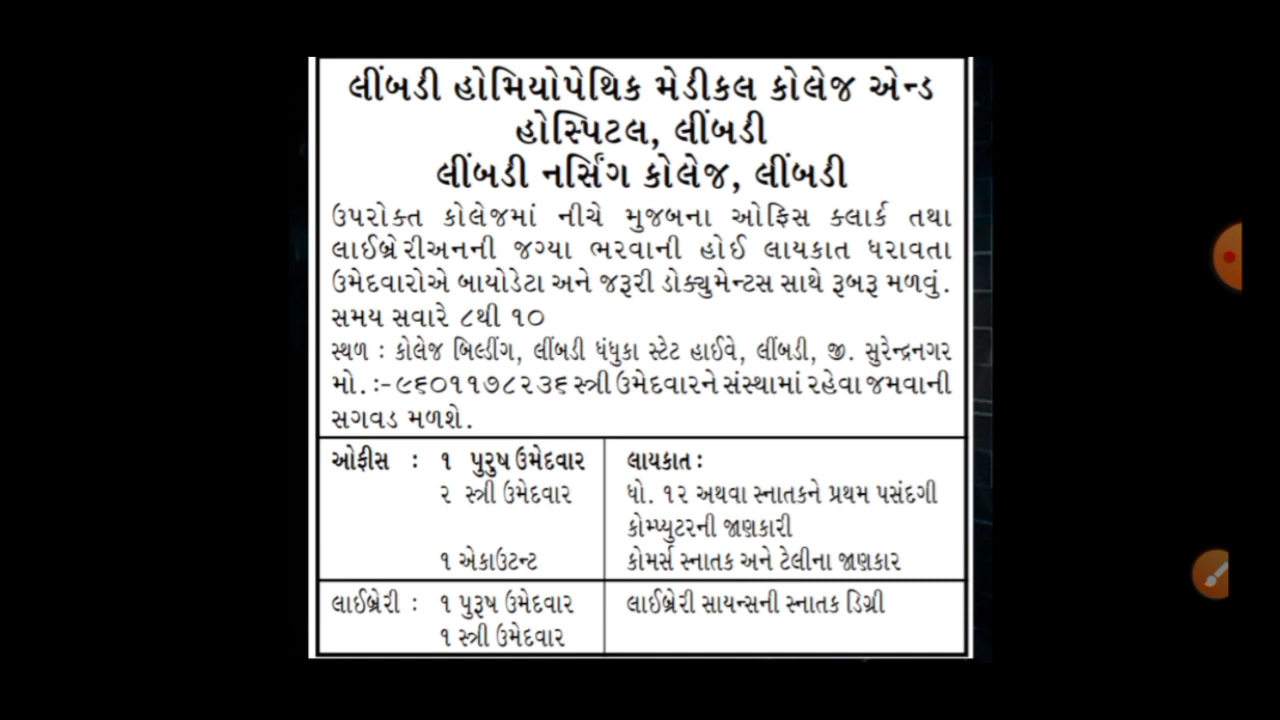 લીંબડી હોમિયોપેથિક મેડીકલ કોલેજ એન્ડ
હોસ્પિટલ, લીંબડી
લીંબડી નર્સિંગ કોલેજ, લીંબડી
ઉપરોક્ત કોલેજમાં નીચે મુજબના ઓફિસ ક્લાર્ક તથા
લાઈબ્રેરીઅનની જગ્યા ભરવાની હોઈ લાયકાત ધરાવતા
ઉમેદવારોએ બાયોડેટા અને જરૂરી ડોક્યુમેન્ટસ સાથે રૂબરૂ મળવું.
સમય સવારે ૮થી ૧૦
સ્થળ : કોલેજ બિલ્ડીંગ, લીંબડી ધંધુકા સ્ટેટ હાઈવે, લીંબડી, જી. સુરેન્દ્રનગર
મો. :- ૯૬૦૧૧૭૮૨૩૬ સ્ત્રી ઉમેદવારને સંસ્થામાં રહેવા જમવાની
સગવડ મળશે.
ઓફીસ : ૧ પુરુષ ઉમેદવાર લાયકાત :
૨ સ્ત્રી ઉમેદવાર ધો. ૧૨ અથવા સ્નાતકને પ્રથમ પસંદગી
કોમ્પ્યુટરની જાણકારી
૧ એકાઉટન્ટ કોમર્સ સ્નાતક અને ટેલીના જાણકાર
લાઈબ્રેરી : ૧ પુરૂષ ઉમેદવાર લાઈબ્રેરી સાયન્સની સ્નાતક ડિગ્રી
૧ સ્ત્રી ઉમેદવાર